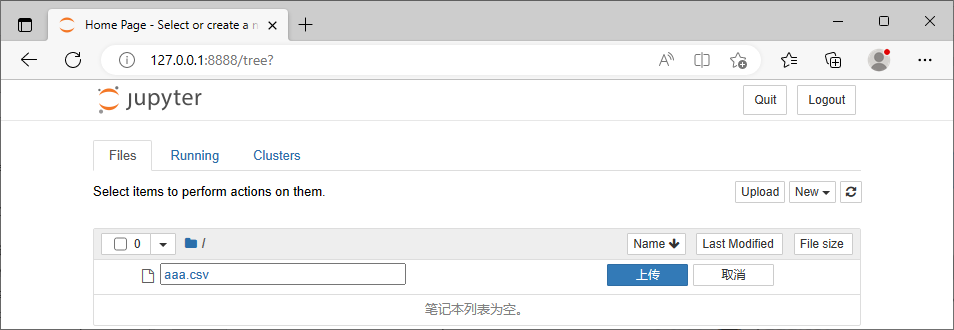 Home Page - Select or create a n
127.0.0.1:8888/tree?
jupyter
Quit
Logout
Files
Running
Clusters
Select items to perform actions on them.
Upload
New
0
/
Name
Last Modified
File size
aaa.csv
上传
取消
笔记本列表为空。